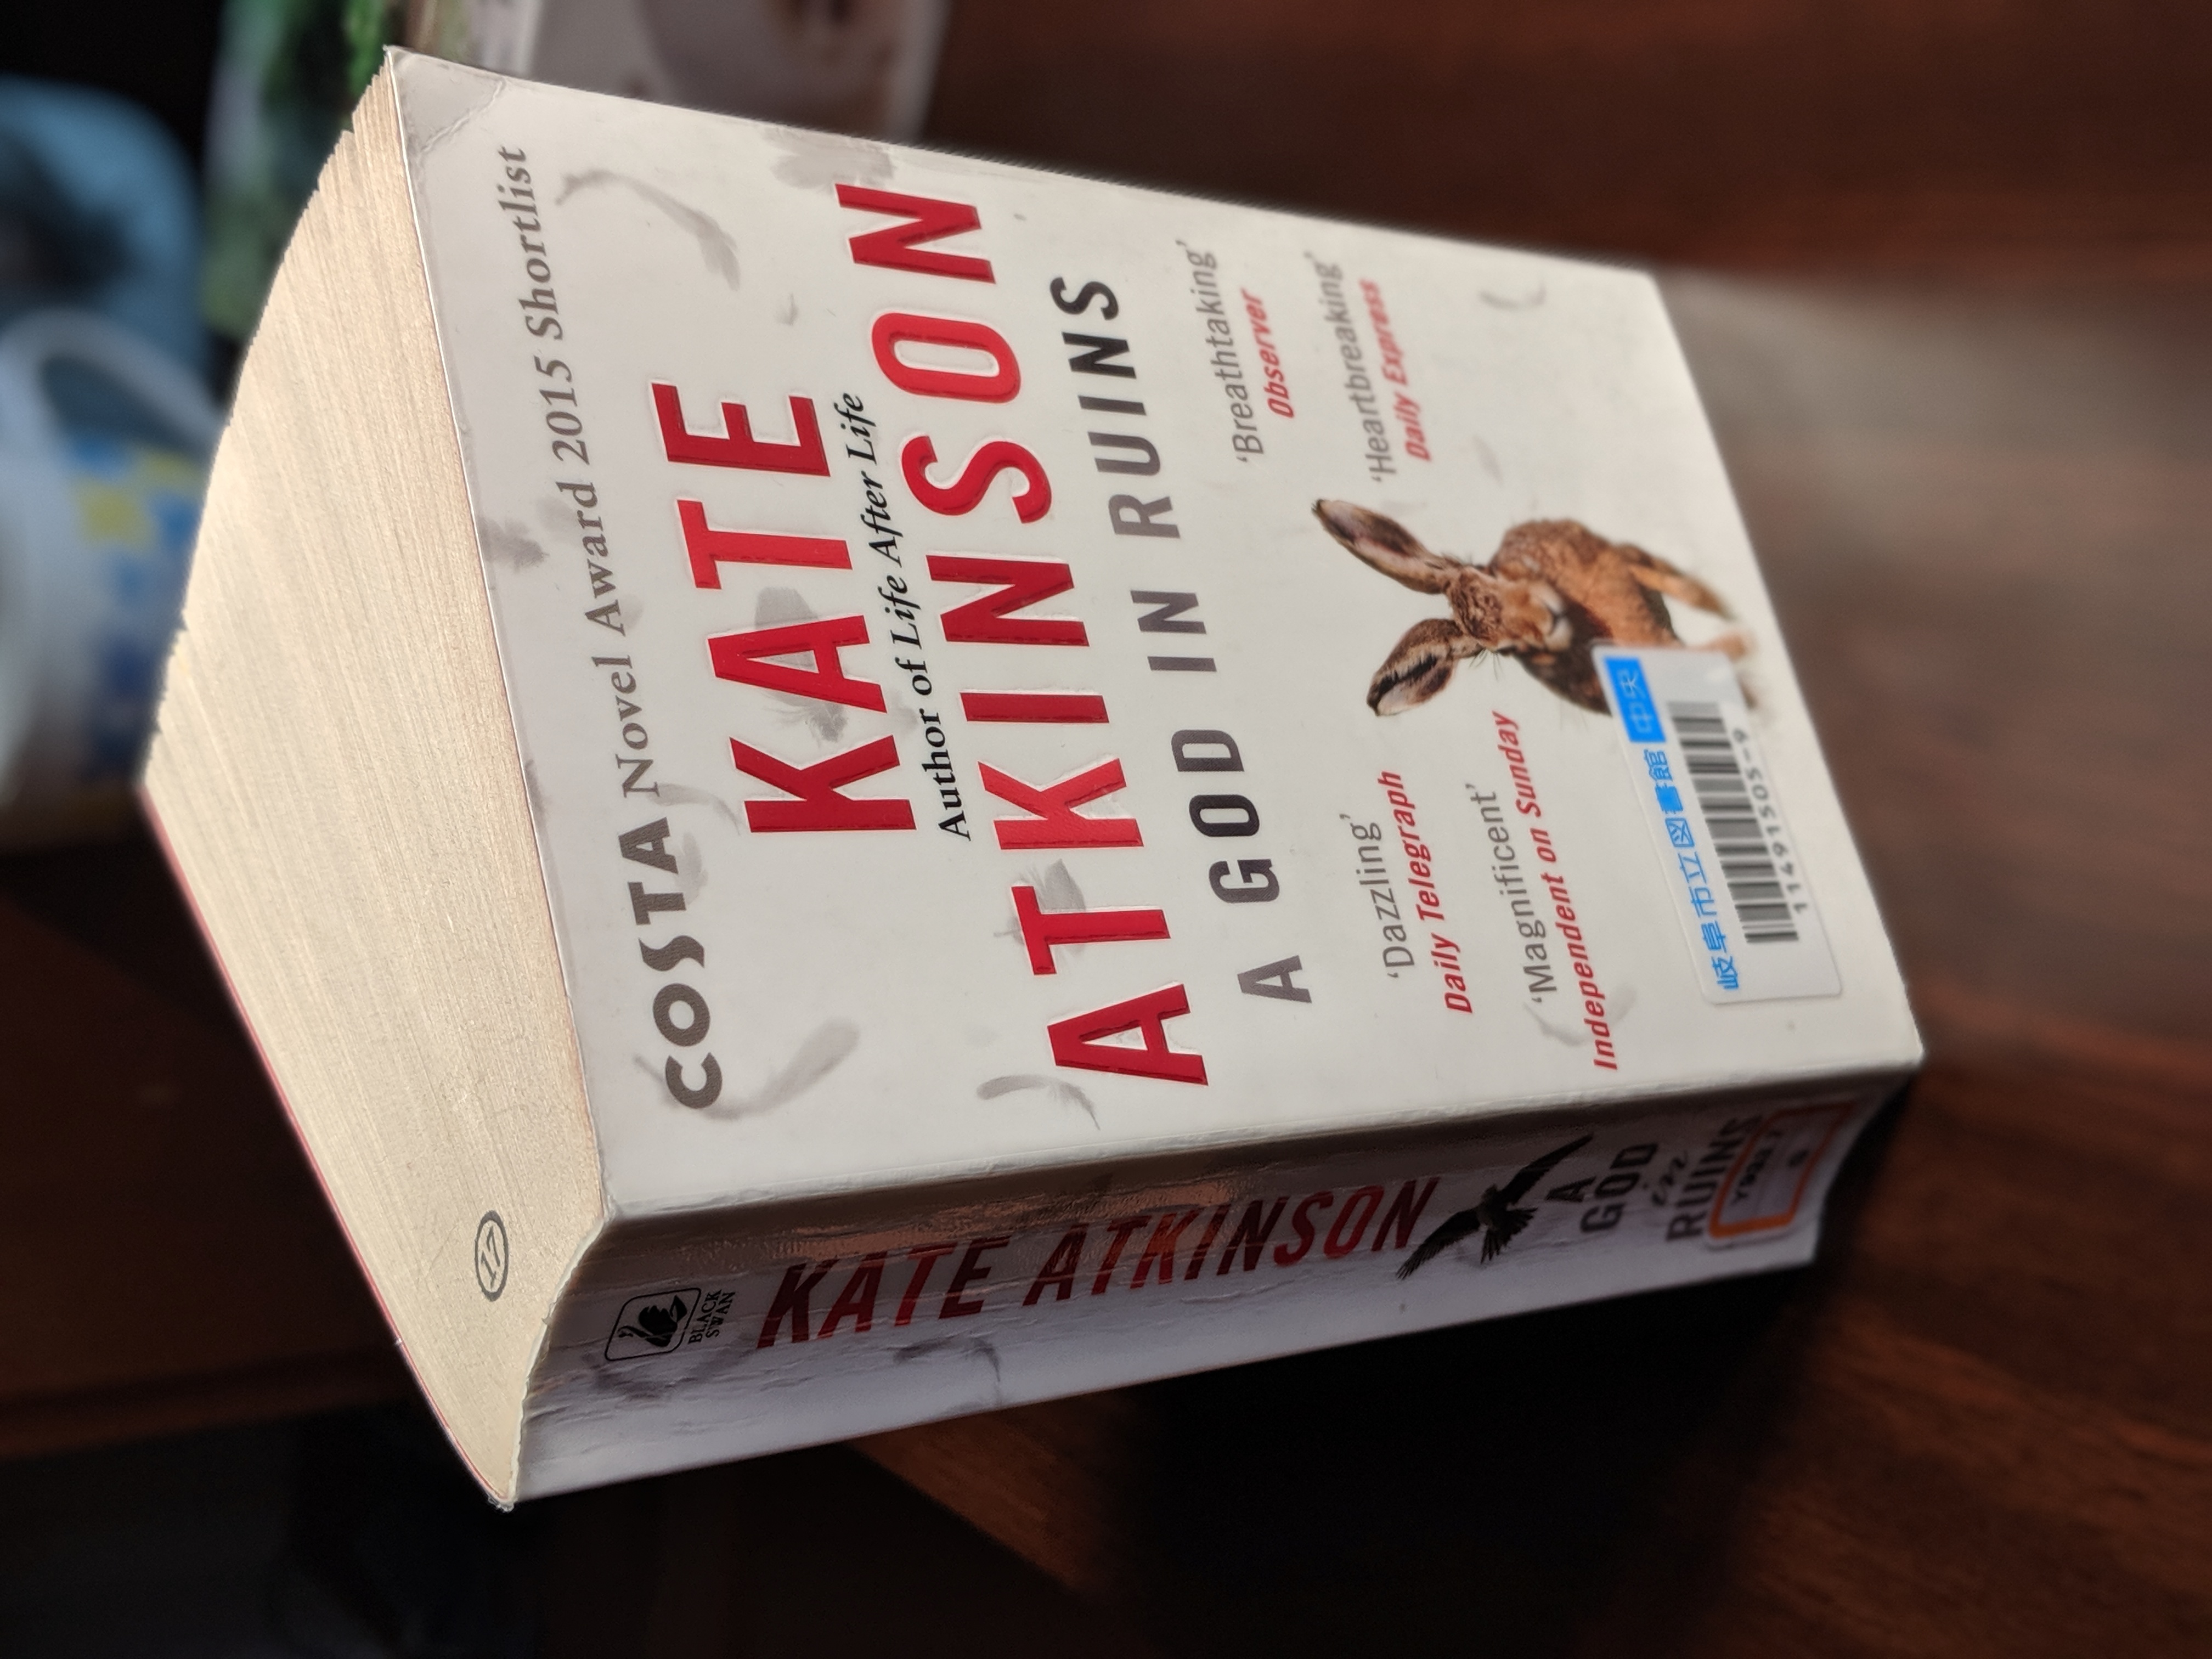 17
COSTA Novel Award 2015 Shortlist
KATE
Author of Life After Life
ATKINSON
A GOD IN RUINS
‘Breathtaking’
Observer
‘Dazzling’
Daily Telegraph
‘Heartbreaking’
Daily Express
‘Magnificent’
Independent on Sunday
岐阜市立図書館 中央
11491505-9
BLACK
SWAN
KATE ATKINSON
A
GOD
in
RUINS